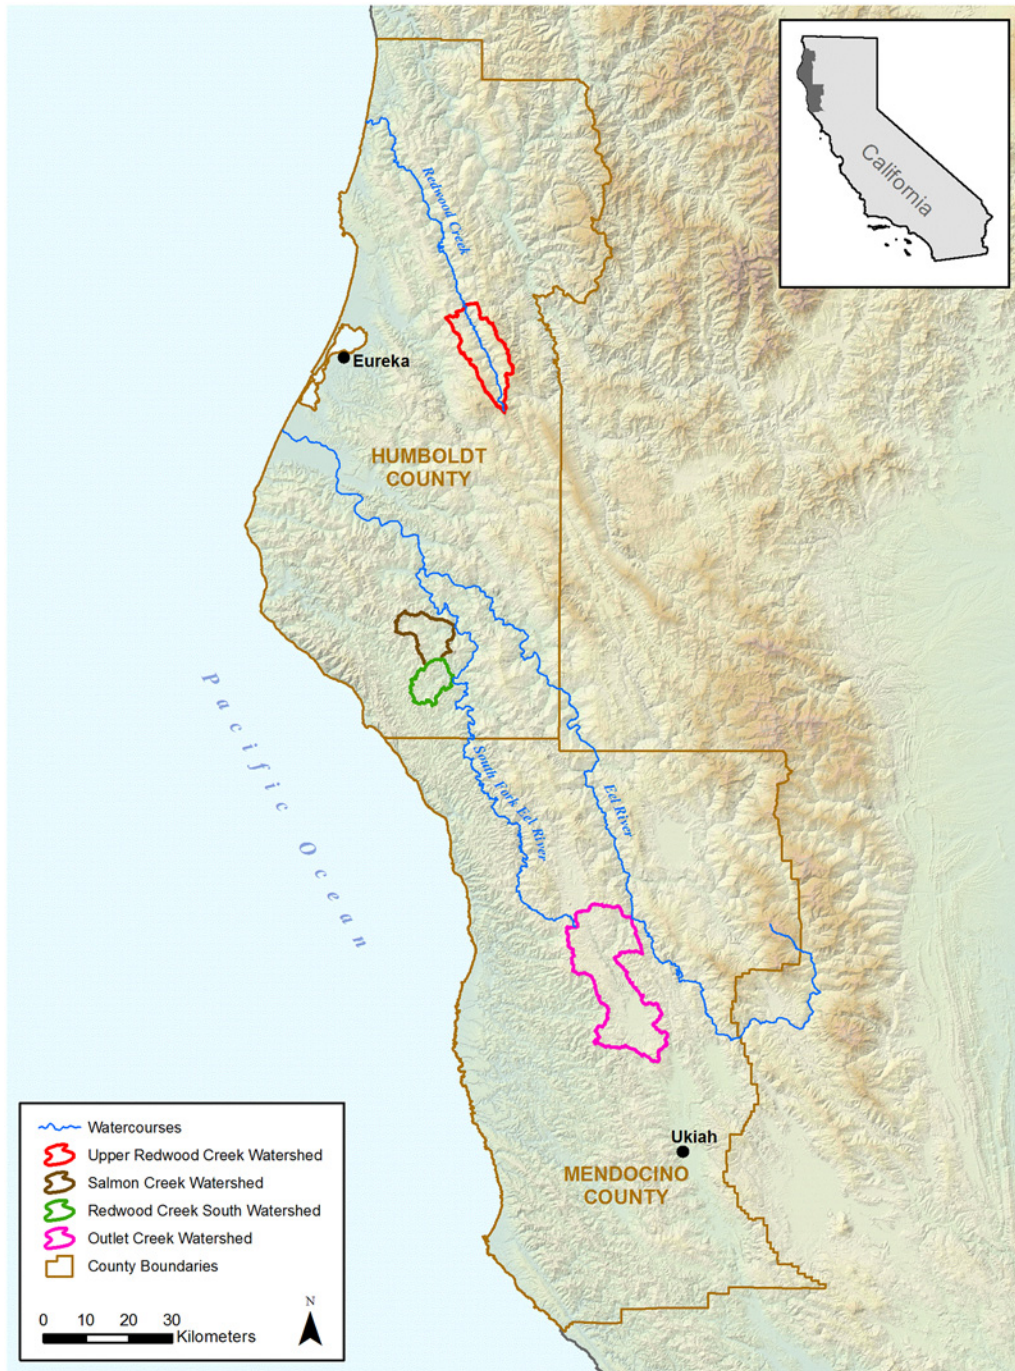 California
Redwood Creek
Eureka
HUMBOLDT
COUNTY
Pacific Ocean
South Fork Eel River
Eel River
Ukiah
MENDOCINO
COUNTY
Watercourses
Upper Redwood Creek Watershed
Salmon Creek Watershed
Redwood Creek South Watershed
Outlet Creek Watershed
County Boundaries
N
0 10 20 30
Kilometers